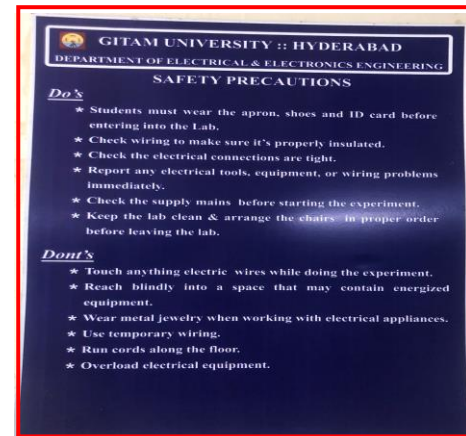 GITAM UNIVERSITY :: HYDERABAD
DEPARTMENT OF ELECTRICAL & ELECTRONICS ENGINEERING
SAFETY PRECAUTIONS
Do's
* Students must wear the apron, shoes and ID card before
entering into the Lab.
* Check wiring to make sure it's properly insulated.
* Check the electrical connections are tight.
* Report any electrical tools, equipment, or wiring problems
immediately.
* Check the supply mains before starting the experiment.
* Keep the lab clean & arrange the chairs in proper order
before leaving the lab.
Dont's
* Touch anything electric wires while doing the experiment.
* Reach blindly into a space that may contain energized
equipment.
* Wear metal jewelry when working with electrical appliances.
* Use temporary wiring.
* Run cords along the floor.
* Overload electrical equipment.